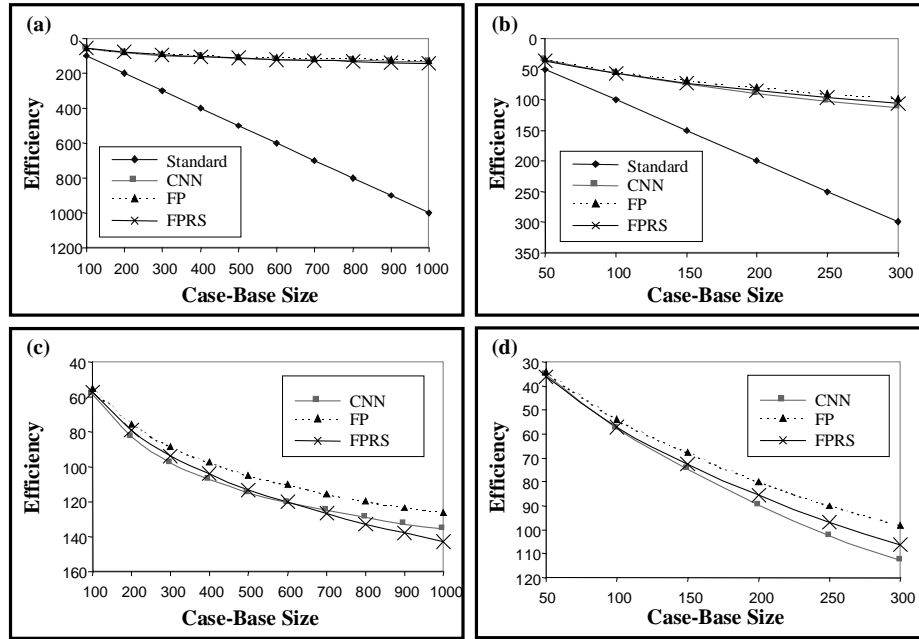 (a)
0
200
400
600
800
1000
1200
Efficiency
Standard
CNN
FP
FPRS
100 200 300 400 500 600 700 800 900 1000
Case-Base Size
(b)
0
50
100
150
200
250
300
350
Efficiency
Standard
CNN
FP
FPRS
50 100 150 200 250 300
Case-Base Size
(c)
40
60
80
100
120
140
160
Efficiency
CNN
FP
FPRS
100 200 300 400 500 600 700 800 900 1000
Case-Base Size
(d)
30
40
50
60
70
80
90
100
110
120
Efficiency
CNN
FP
FPRS
50 100 150 200 250 300
Case-Base Size